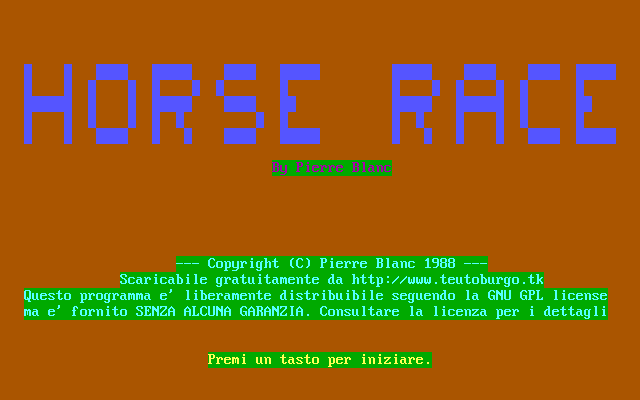 HORSE RACE
By Pierre Blanc
--- Copyright (C) Pierre Blanc 1988 ---
Scaricabile gratuitamente da http://www.teutoburgo.tk
Questo programma e' liberamente distribuibile seguendo la GNU GPL license
ma e' fornito SENZA ALCUNA GARANZIA. Consultare la licenza per i dettagli
Premi un tasto per iniziare.